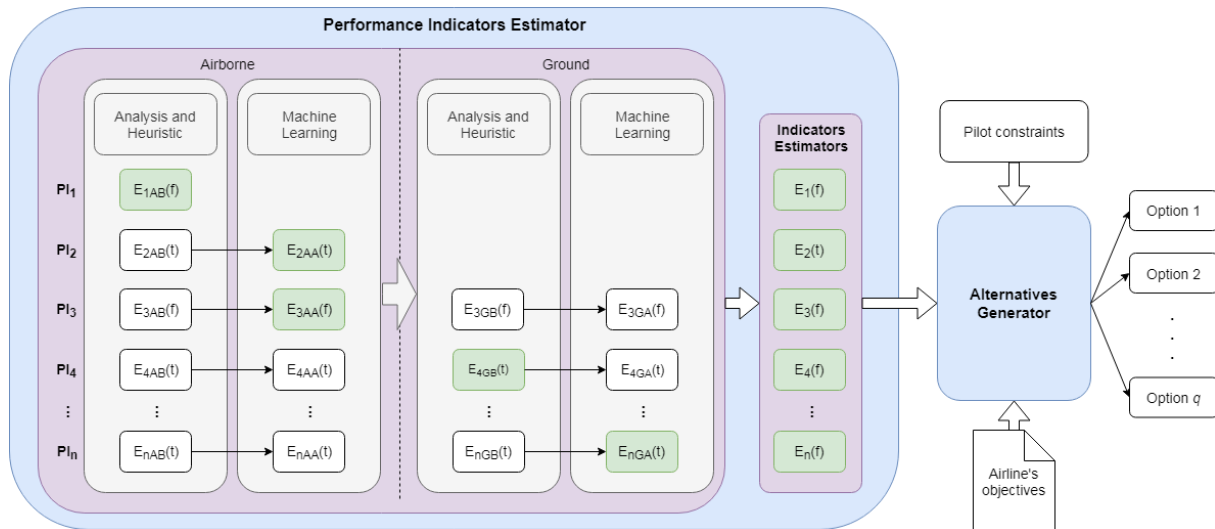 Performance Indicators Estimator
Airborne
Ground
Analysis and
Heuristic
Machine
Learning
Analysis and
Heuristic
Machine
Learning
Indicators
Estimators
Pilot constraints
PI1
E1AB(f)
E1(f)
Option 1
PI2
E2AB(t)
E2AA(t)
E2(t)
Option 2
PI3
E3AB(f)
E3AA(f)
E3GB(f)
E3GA(f)
E3(f)
Alternatives
Generator
.
.
.
PI4
E4AB(t)
E4AA(t)
E4GB(t)
E4GA(t)
E4(f)
Option q
⋮
⋮
⋮
⋮
⋮
⋮
PIn
EnAB(t)
EnAA(t)
EnGB(t)
EnGA(t)
En(f)
Airline's
objectives